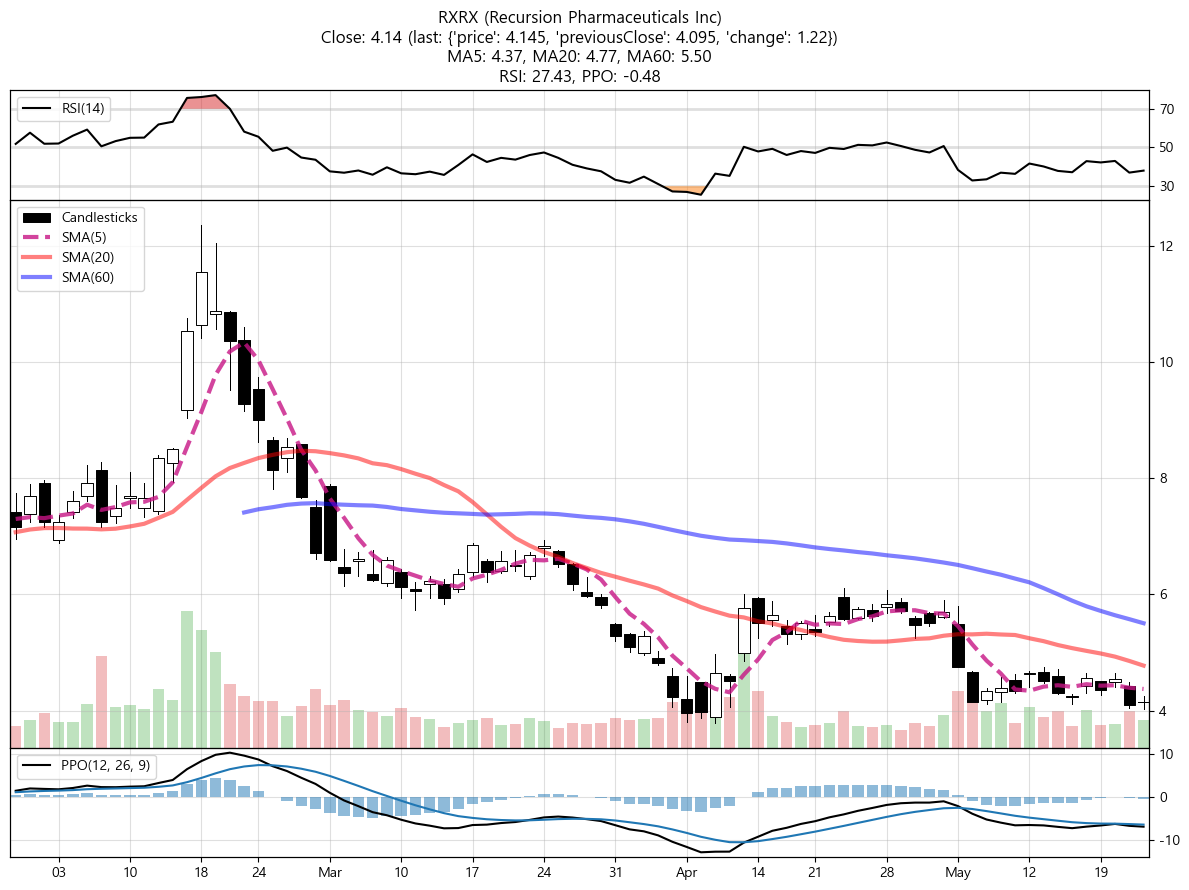 RXRX (Recursion Pharmaceuticals Inc)
Close: 4.14 (last: {'price': 4.145, 'previousClose': 4.095, 'change': 1.22})
MA5: 4.37, MA20: 4.77, MA60: 5.50
RSI: 27.43, PPO: -0.48
RSI(14)
70
50
30
Candlesticks
SMA(5)
SMA(20)
SMA(60)
12
10
8
6
4
PPO(12, 26, 9)
10
0
-10
03 10 18 24 Mar 10 17 24 31 Apr 14 21 28 May 12 19